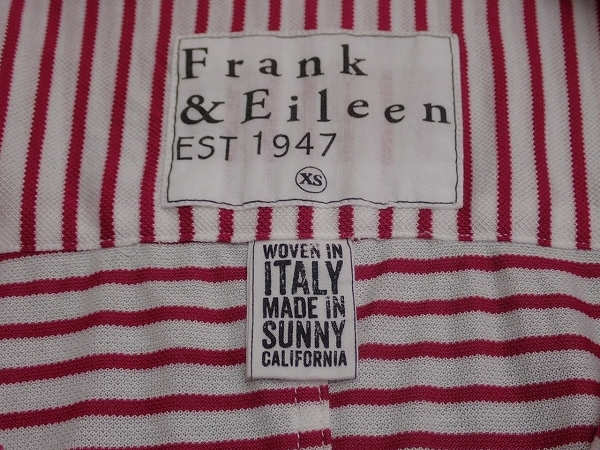 Frank
& Eileen
EST 1947
XS
WOVEN IN
ITALY
MADE IN
SUNNY
CALIFORNIA